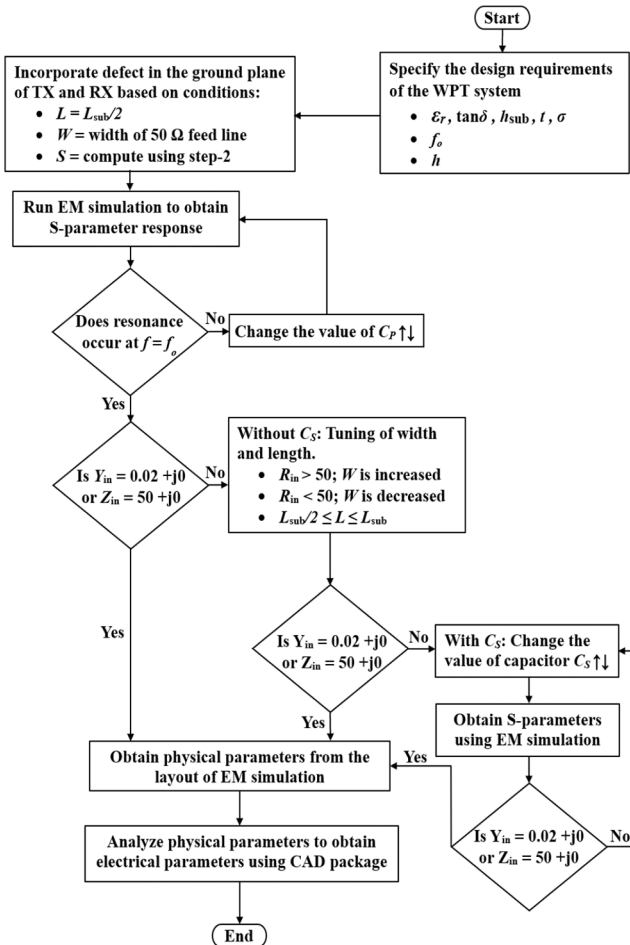 Start
Specify the design requirements
of the WPT system
• Ɛr , tanδ , hsub , t , σ
• fo
• h
Incorporate defect in the ground plane
of TX and RX based on conditions:
• L = Lsub/2
• W = width of 50 Ω feed line
• S = compute using step-2
Run EM simulation to obtain
S-parameter response
Does resonance
occur at f = fo
No
Change the value of CP ↑↓
Yes
Is Yin = 0.02 +j0
or Zin = 50 +j0
No
Without CS: Tuning of width
and length.
• Rin > 50; W is increased
• Rin < 50; W is decreased
• Lsub/2 ≤ L ≤ Lsub
Yes
Is Yin = 0.02 +j0
or Zin = 50 +j0
No
With CS: Change the
value of capacitor CS ↑↓
Yes
Obtain S-parameters
using EM simulation
Obtain physical parameters from the
layout of EM simulation
Yes
Is Yin = 0.02 +j0
or Zin = 50 +j0
No
Analyze physical parameters to obtain
electrical parameters using CAD package
End